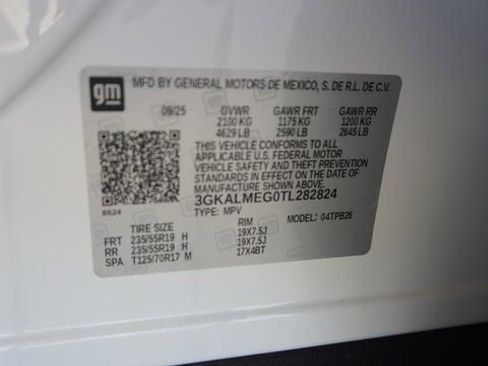 gm
MFD BY GENERAL MOTORS DE MEXICO, S. DE R.L. DE C.V.
09/25 GVWR GAWR FRT GAWR RR
2100 KG 1175 KG 1200 KG
4629 LB 2590 LB 2645 LB
THIS VEHICLE CONFORMS TO ALL
APPLICABLE U.S. FEDERAL MOTOR
VEHICLE SAFETY AND THEFT PREVENTION
STANDARDS IN EFFECT ON THE DATE
OF MANUFACTURE SHOWN ABOVE.
3GKALMEG0TL282824
TYPE: MPV MODEL: 04TPB26
TIRE SIZE RIM
FRT 235/55R19 H 19X7.5J
RR 235/55R19 H 19X7.5J
SPA T125/70R17 M 17X4BT